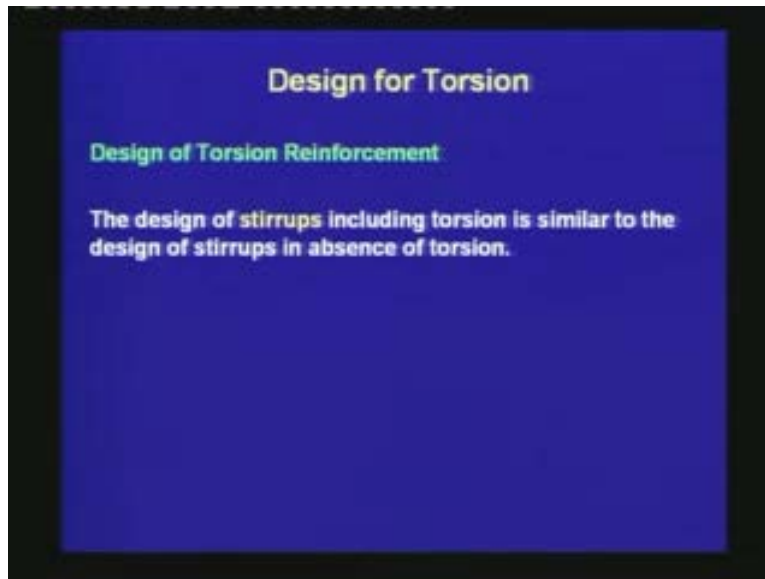 Design for Torsion
Design of Torsion Reinforcement
The design of stirrups including torsion is similar to the
design of stirrups in absence of torsion.